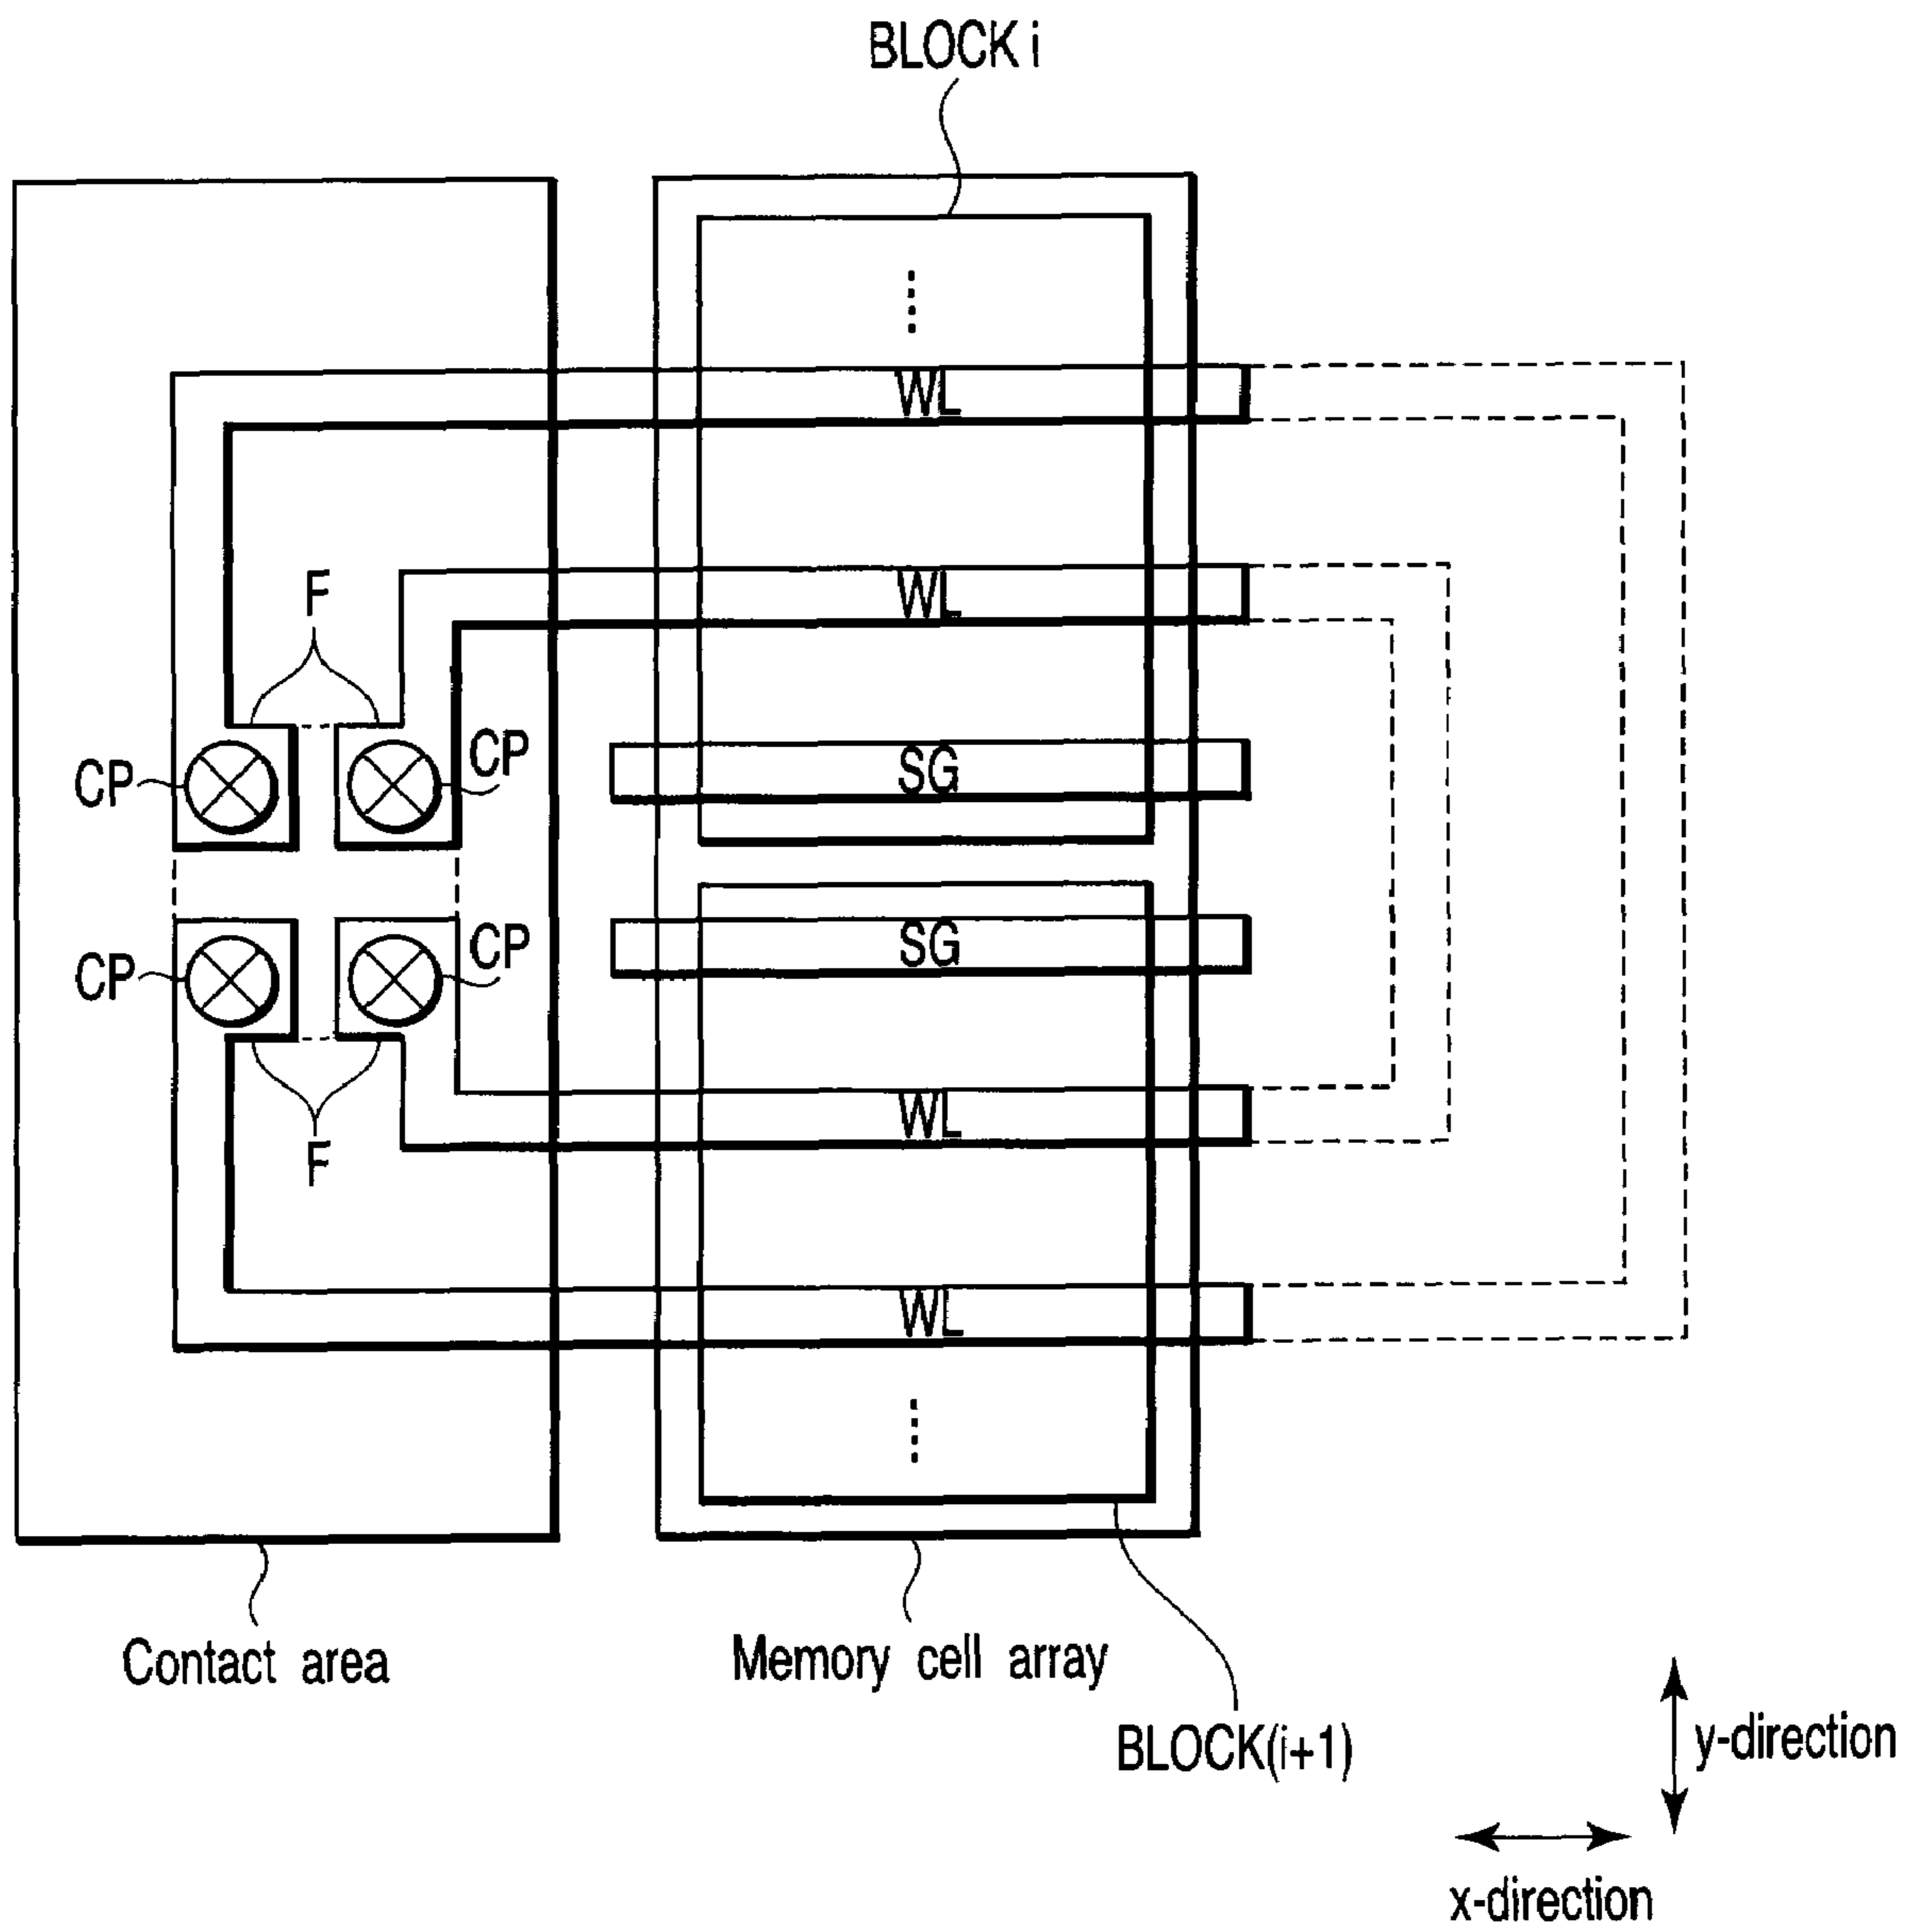 BLOCK i
WL
F
WL
CP
CP
SG
CP
CP
SG
F
WL
WL
Contact area
Memory cell array
BLOCK(i+1)
y-direction
x-direction